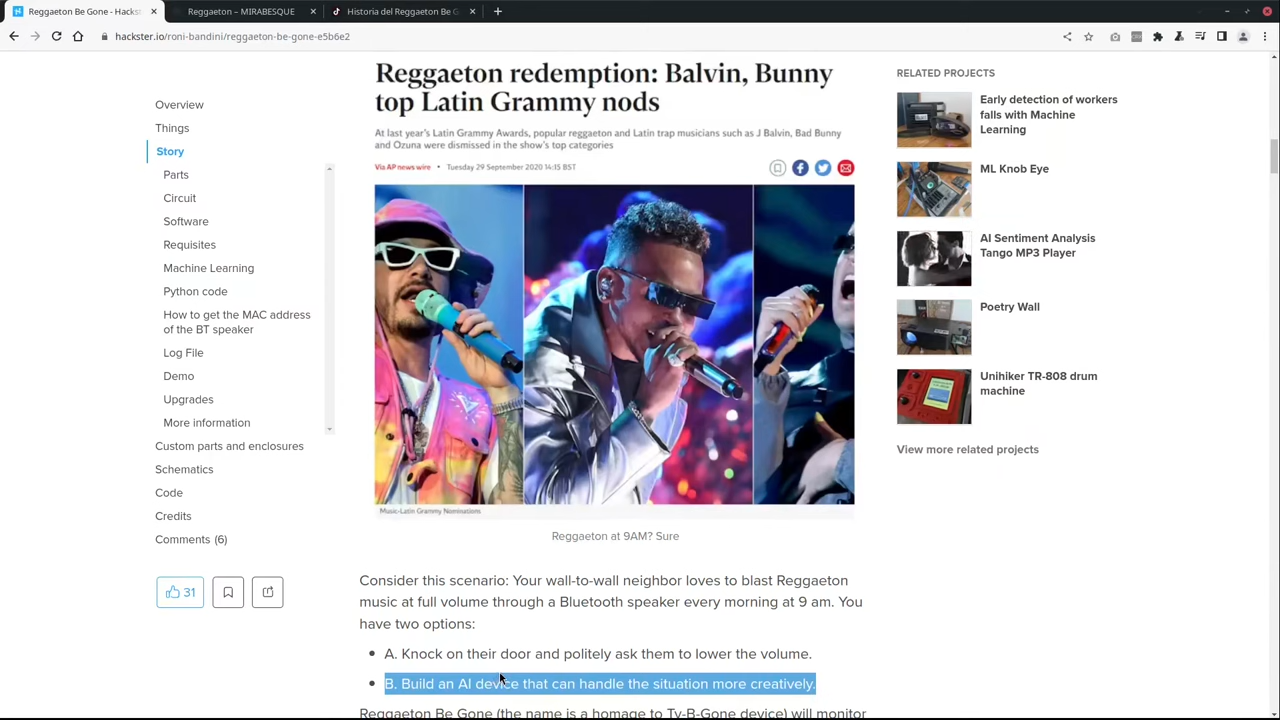 Reggaeton Be Gone - Hackst
Reggaeton – MIRABESQUE
Historia del Reggaeton Be G
hackster.io/roni-bandini/reggaeton-be-gone-e5b6e2
Overview
Things
Story
Parts
Circuit
Software
Requisites
Machine Learning
Python code
How to get the MAC address
of the BT speaker
Log File
Demo
Upgrades
More information
Custom parts and enclosures
Schematics
Code
Credits
Comments (6)
31
Reggaeton redemption: Balvin, Bunny
top Latin Grammy nods
At last year's Latin Grammy Awards, popular reggaeton and Latin trap musicians such as J Balvin, Bad Bunny
and Ozuna were dismissed in the show's top categories
Via AP news wire • Tuesday 29 September 2020 14:15 BST
Music-Latin Grammy Nominations
Reggaeton at 9AM? Sure
Consider this scenario: Your wall-to-wall neighbor loves to blast Reggaeton
music at full volume through a Bluetooth speaker every morning at 9 am. You
have two options:
A. Knock on their door and politely ask them to lower the volume.
B. Build an AI device that can handle the situation more creatively.
Reggaeton Be Gone (the name is a homage to Tv-B-Gone device) will monitor
RELATED PROJECTS
Early detection of workers
falls with Machine
Learning
ML Knob Eye
AI Sentiment Analysis
Tango MP3 Player
Poetry Wall
Unihiker TR-808 drum
machine
View more related projects